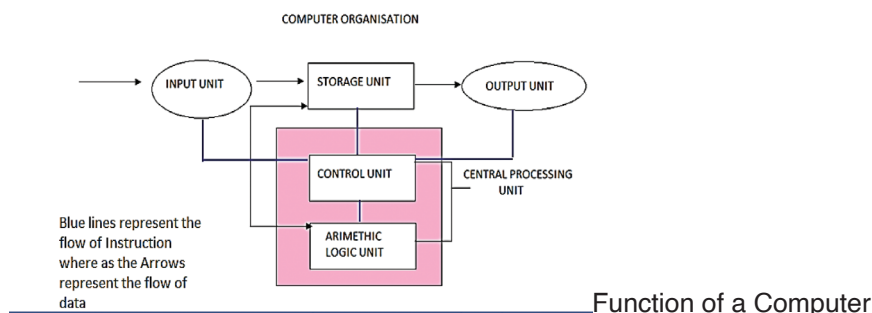 COMPUTER ORGANISATION
INPUT UNIT
STORAGE UNIT
OUTPUT UNIT
CONTROL UNIT
CENTRAL PROCESSING
UNIT
ARIMETHIC
LOGIC UNIT
Blue lines represent the
flow of Instruction
where as the Arrows
represent the flow of
data
Function of a Computer